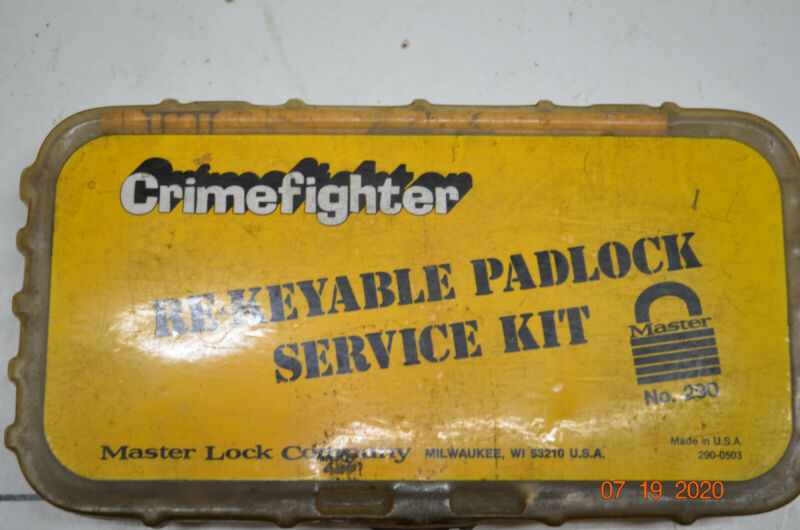 Crimefighter
RE-KEYABLE PADLOCK
SERVICE KIT
Master
No. 290
Master Lock Company MILWAUKEE, WI 53210 U.S.A.
Made in U.S.A.
290-0503
07 19 2020